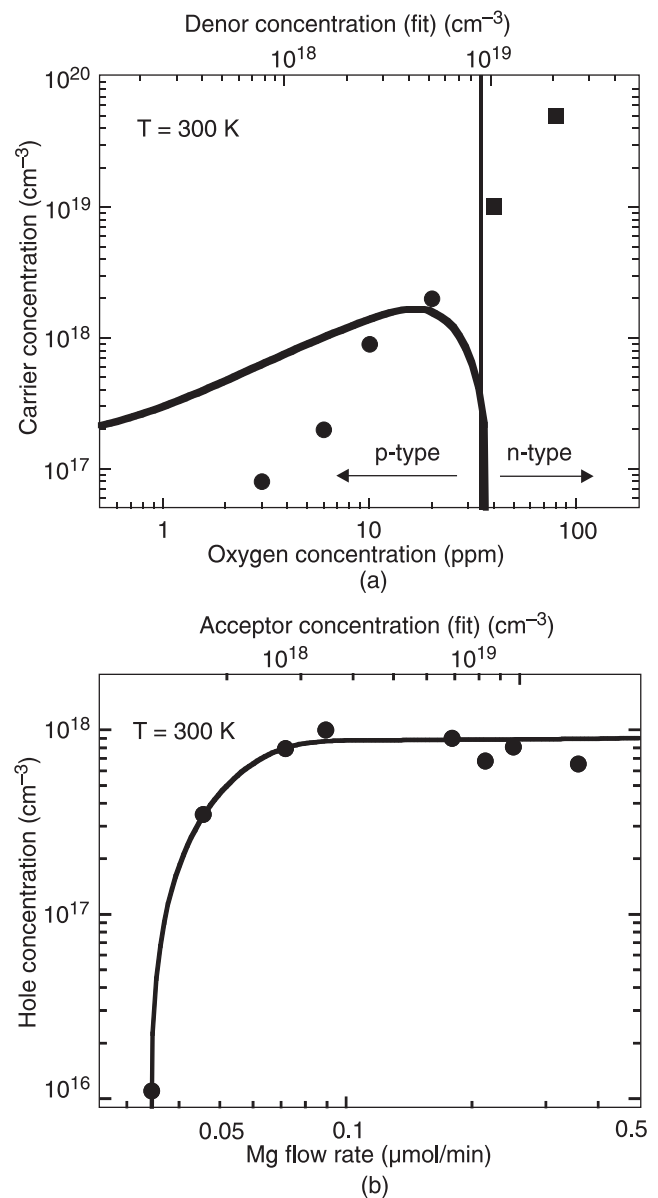 Denor concentration (fit) (cm⁻³)
10¹⁸ 10¹⁹
10²⁰
T = 300 K
10¹⁹
10¹⁸
10¹⁷
Carrier concentration (cm⁻³)
p-type n-type
1 10 100
Oxygen concentration (ppm)
(a)
Acceptor concentration (fit) (cm⁻³)
10¹⁸ 10¹⁹
10¹⁸
T = 300 K
10¹⁷
10¹⁶
Hole concentration (cm⁻³)
0.05 0.1 0.5
Mg flow rate (μmol/min)
(b)